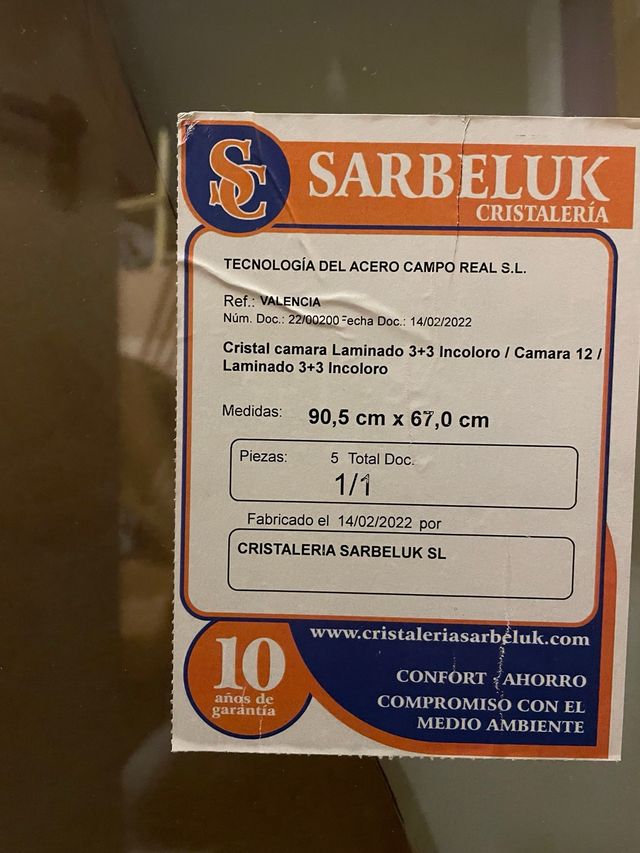 SC
SARBELUK
CRISTALERÍA
TECNOLOGÍA DEL ACERO CAMPO REAL S.L.
Ref.: VALENCIA
Núm. Doc.: 22/00200 Fecha Doc.: 14/02/2022
Cristal camara Laminado 3+3 Incoloro / Camara 12 /
Laminado 3+3 Incoloro
Medidas: 90,5 cm x 67,0 cm
Piezas: 5 Total Doc.
1/1
Fabricado el 14/02/2022 por
CRISTALERIA SARBELUK SL
www.cristaleriasarbeluk.com
10
años de
garantía
CONFORT - AHORRO
COMPROMISO CON EL
MEDIO AMBIENTE